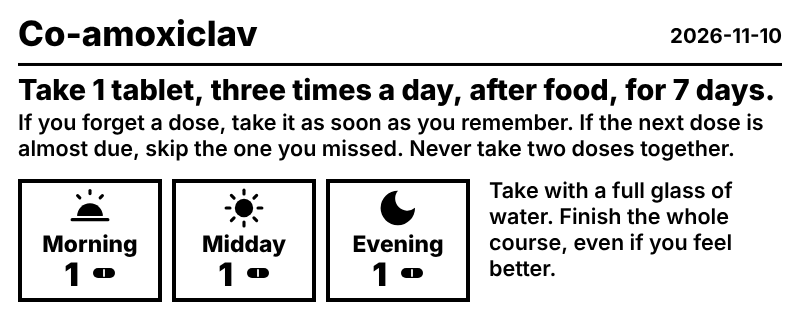 Co-amoxiclav
2026-11-10
Take 1 tablet, three times a day, after food, for 7 days.
If you forget a dose, take it as soon as you remember. If the next dose is
almost due, skip the one you missed. Never take two doses together.
Morning
1
Midday
1
Evening
1
Take with a full glass of
water. Finish the whole
course, even if you feel
better.